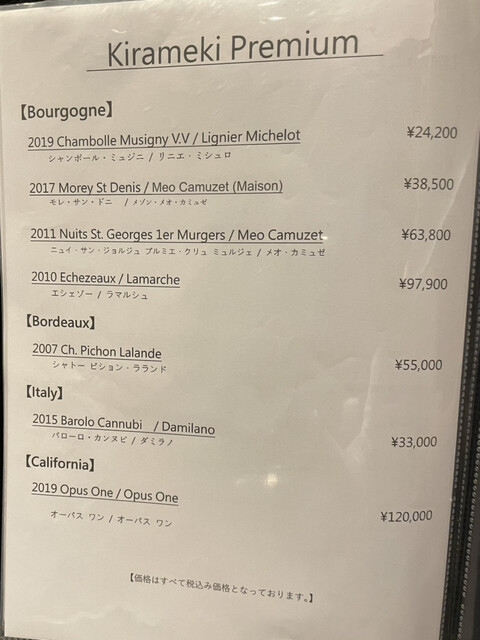 Kirameki Premium
【Bourgogne】
2019 Chambolle Musigny V.V / Lignier Michelot ¥24,200
シャンボール・ミュジニ / リニエ・ミシュロ
2017 Morey St Denis / Meo Camuzet (Maison) ¥38,500
モレ・サン・ドニ / メゾン・メオ・カミュゼ
2011 Nuits St. Georges 1er Murgers / Meo Camuzet ¥63,800
ニュイ・サン・ジョルジュ プルミエ・クリュ ミュルジェ / メオ・カミュゼ
2010 Echezeaux / Lamarche ¥97,900
エシェゾー / ラマルシュ
【Bordeaux】
2007 Ch. Pichon Lalande ¥55,000
シャトー ピション・ラランド
【Italy】
2015 Barolo Cannubi / Damilano ¥33,000
バローロ・カンヌビ / ダミラノ
【California】
2019 Opus One / Opus One ¥120,000
オーパス ワン / オーパス ワン
【価格はすべて税込み価格となっております。】